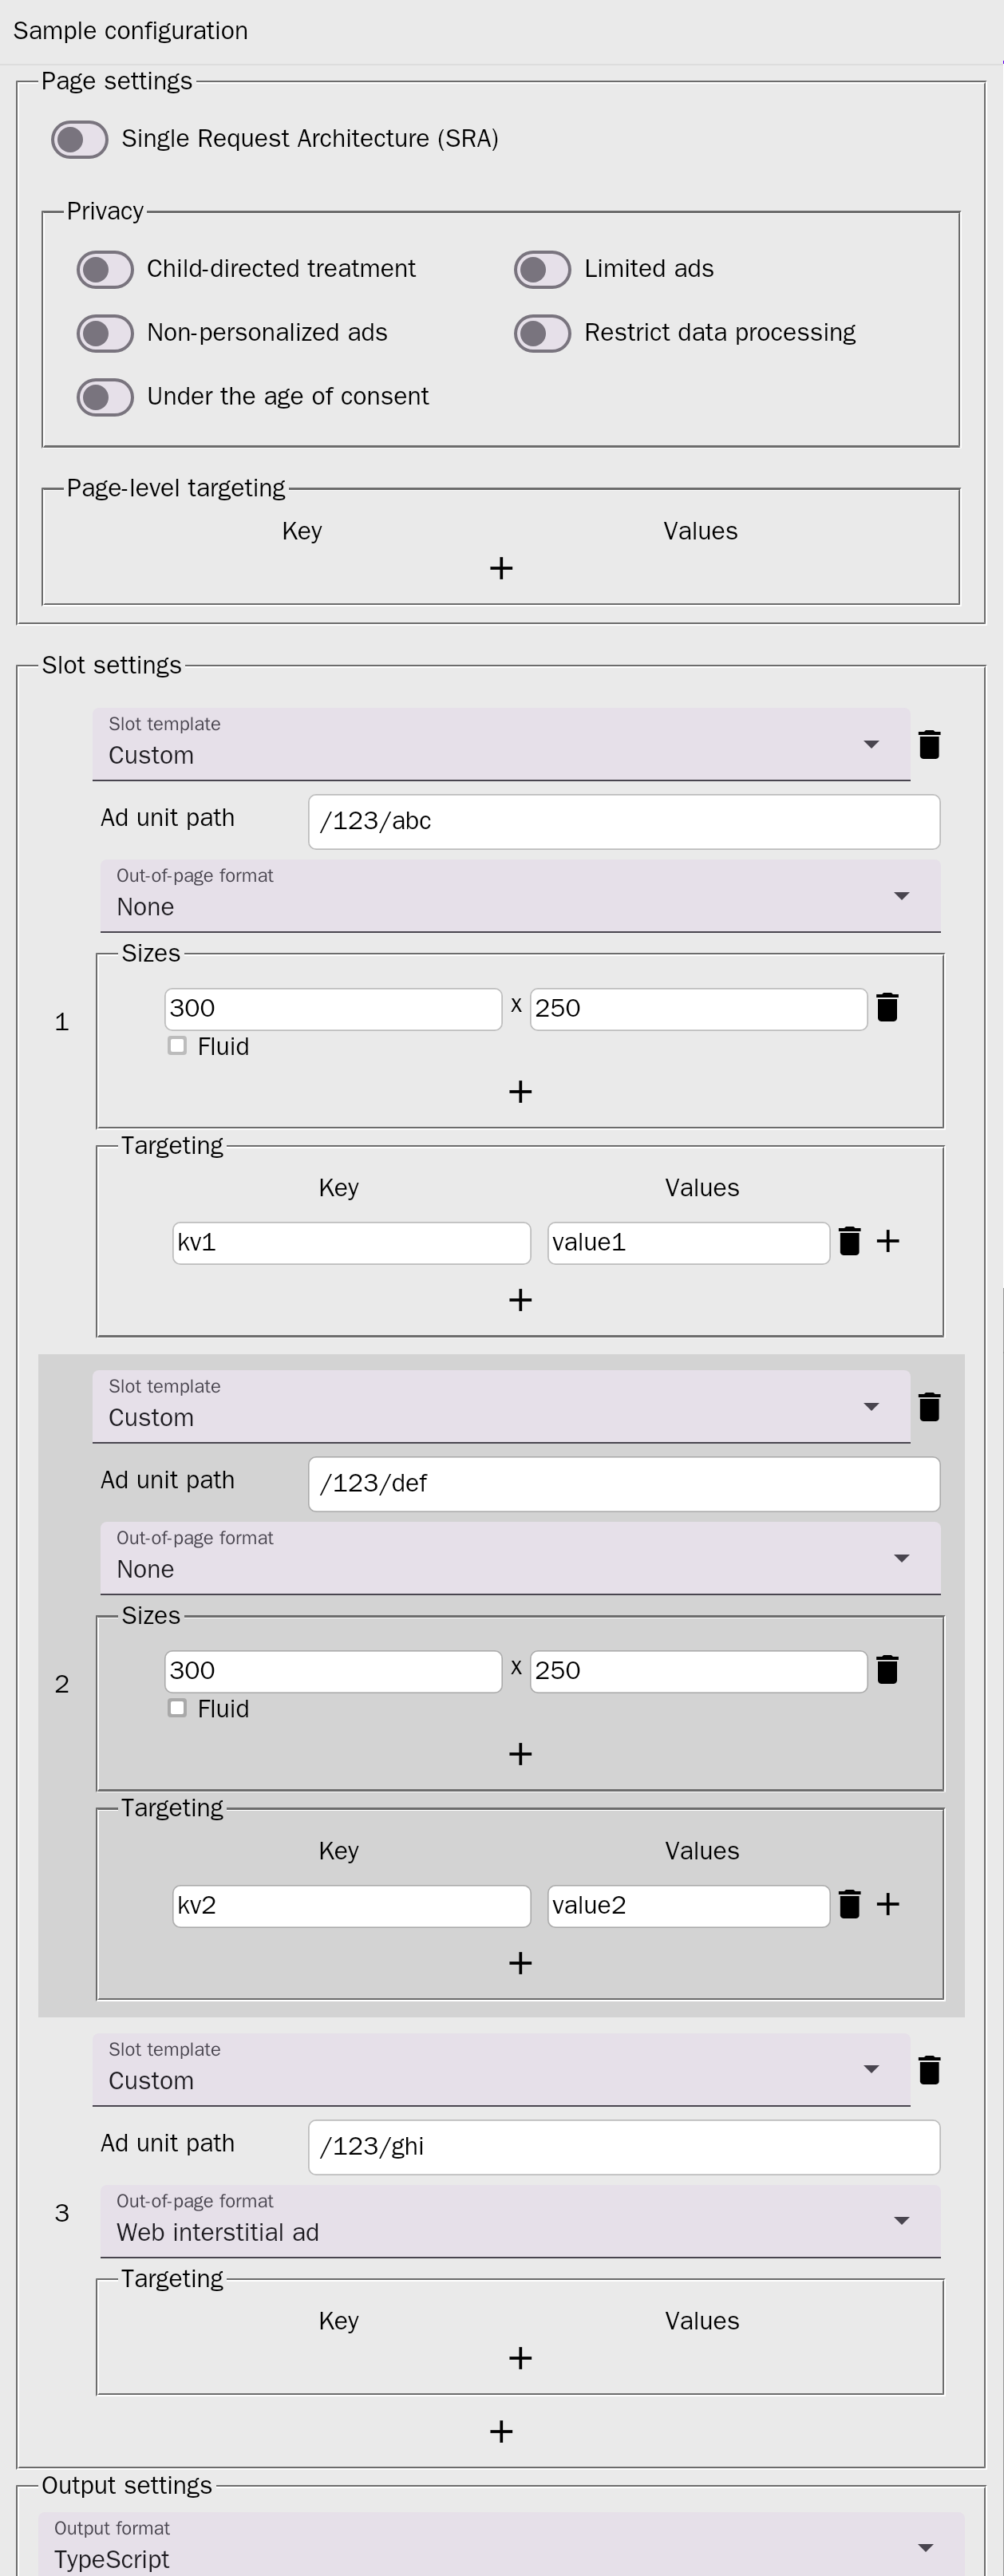 Sample configuration
Page settings
Single Request Architecture (SRA)
Privacy
Child-directed treatment Limited ads
Non-personalized ads Restrict data processing
Under the age of consent
Page-level targeting
Key Values
+
Slot settings
Slot template
Custom
Ad unit path /123/abc
Out-of-page format
None
Sizes
1
300 x 250
Fluid
+
Targeting
Key Values
kv1 value1 +
+
Slot template
Custom
Ad unit path /123/def
Out-of-page format
None
Sizes
2
300 x 250
Fluid
+
Targeting
Key Values
kv2 value2 +
+
Slot template
Custom
Ad unit path /123/ghi
3
Out-of-page format
Web interstitial ad
Targeting
Key Values
+
+
Output settings
Output format
TypeScript